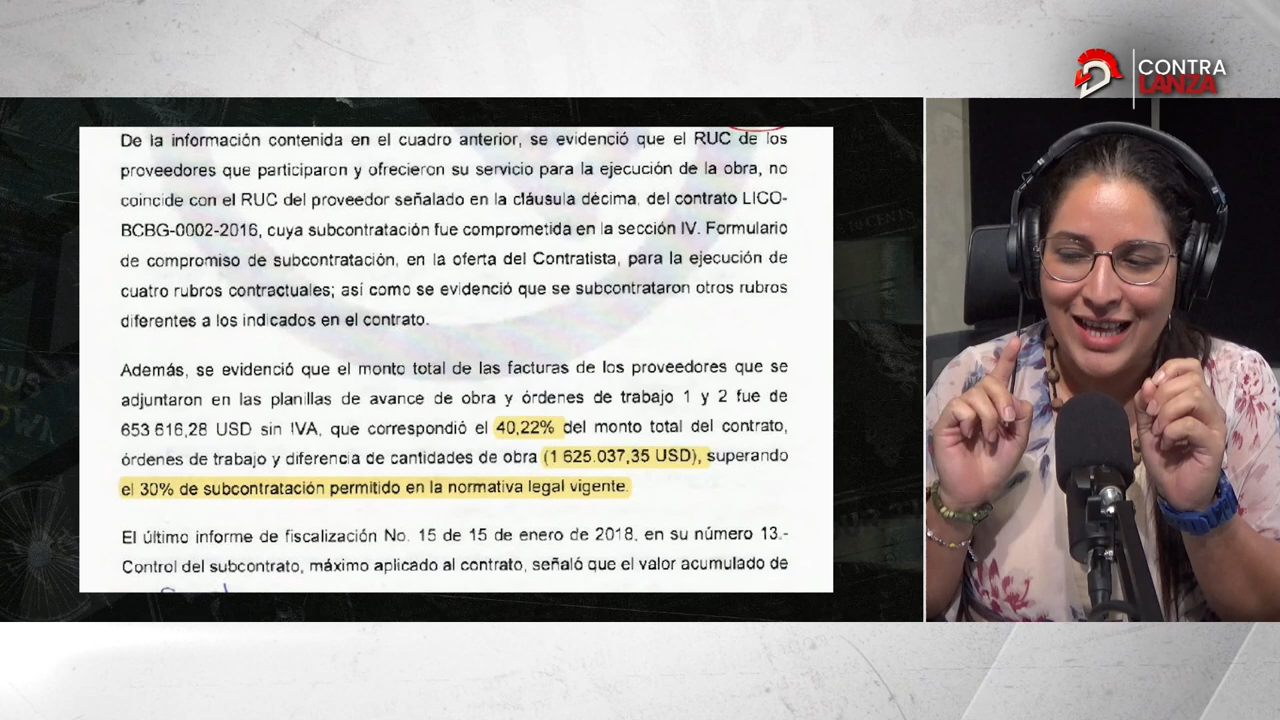 CONTRA
LANZA
De la información contenida en el cuadro anterior, se evidenció que el RUC de los
proveedores que participaron y ofrecieron su servicio para la ejecución de la obra, no
coincide con el RUC del proveedor señalado en la cláusula décima, del contrato LICO-
BCBG-0002-2016, cuya subcontratación fue comprometida en la sección IV. Formulario
de compromiso de subcontratación, en la oferta del Contratista, para la ejecución de
cuatro rubros contractuales; así como se evidenció que se subcontrataron otros rubros
diferentes a los indicados en el contrato.
Además, se evidenció que el monto total de las facturas de los proveedores que se
adjuntaron en las planillas de avance de obra y órdenes de trabajo 1 y 2 fue de
653 616,28 USD sin IVA, que correspondió el 40,22% del monto total del contrato,
órdenes de trabajo y diferencia de cantidades de obra (1 625.037,35 USD), superando
el 30% de subcontratación permitido en la normativa legal vigente.
El último informe de fiscalización No. 15 de 15 de enero de 2018, en su número 13.-
Control del subcontrato, máximo aplicado al contrato, señaló que el valor acumulado de